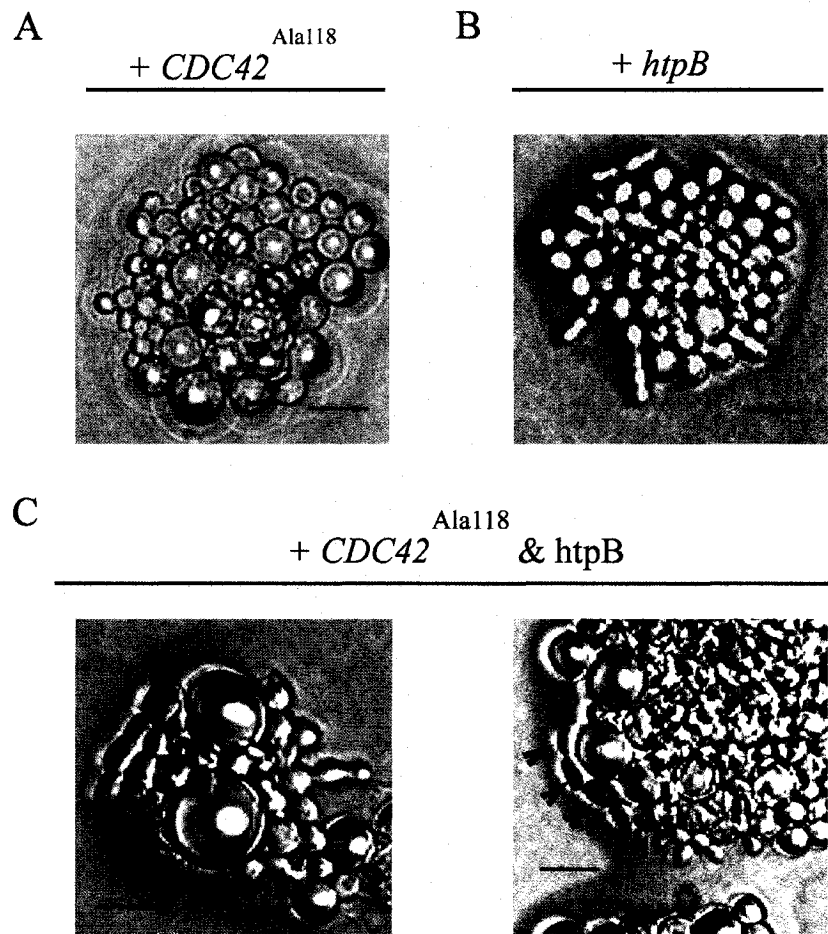 A
+ CDC42 Ala118
B
+ htpB
C
+ CDC42 Ala118 & htpB